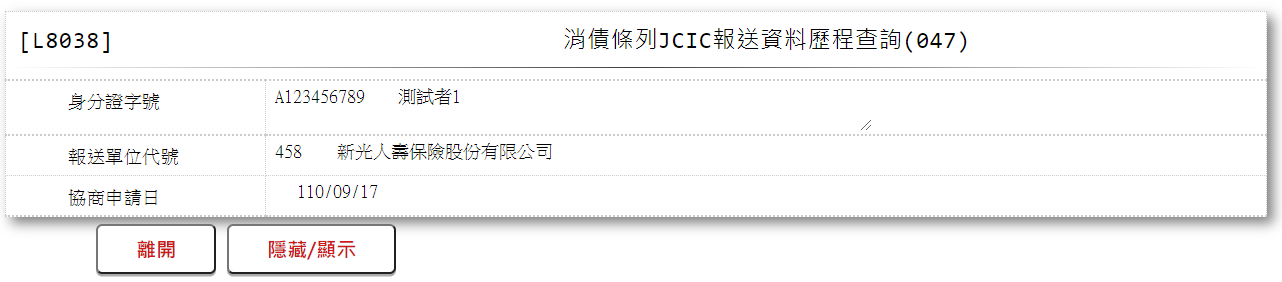 [L8038] 消債條列JCIC報送資料歷程查詢(047)
身分證字號 A123456789 測試者1
報送單位代號 458 新光人壽保險股份有限公司
協商申請日 110/09/17
離開 隱藏/顯示